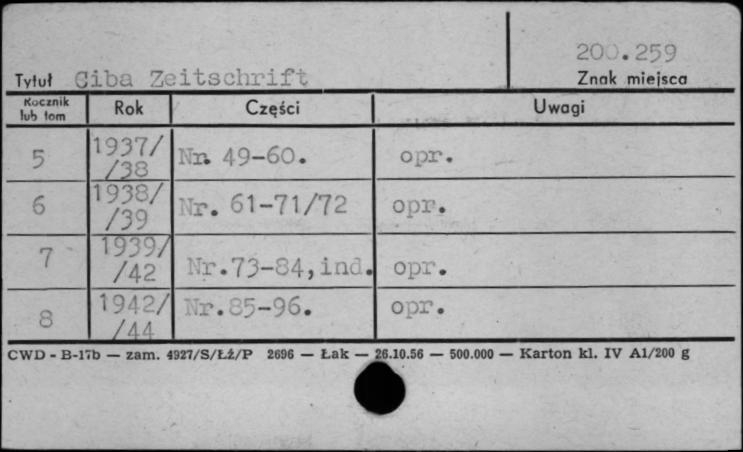 200.259
Tytuł Ciba Zeitschrift Znak miejsca
Rocznik lub tom Rok Części Uwagi
5 1937/ /38 Nr. 49-60. opr.
6 1938/ /39 Nr. 61-71/72 opr.
7 1939/ /42 Nr.73-84,ind. opr.
8 1942/ /44 Nr.85-96. opr.
CWD - B-17b — zam. 4927/S/Łż/P 2696 — Łak — 26.10.56 — 500.000 — Karton kl. IV A1/200 g